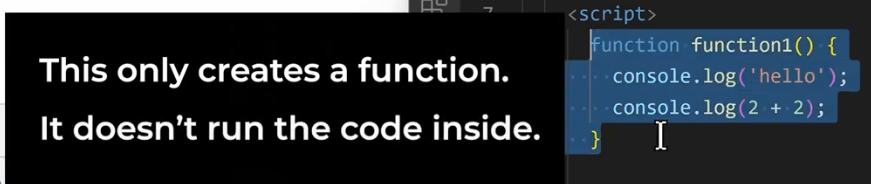 This only creates a function.
It doesn't run the code inside.
7 <script>
function function1() {
console.log('hello');
console.log(2 + 2);
}